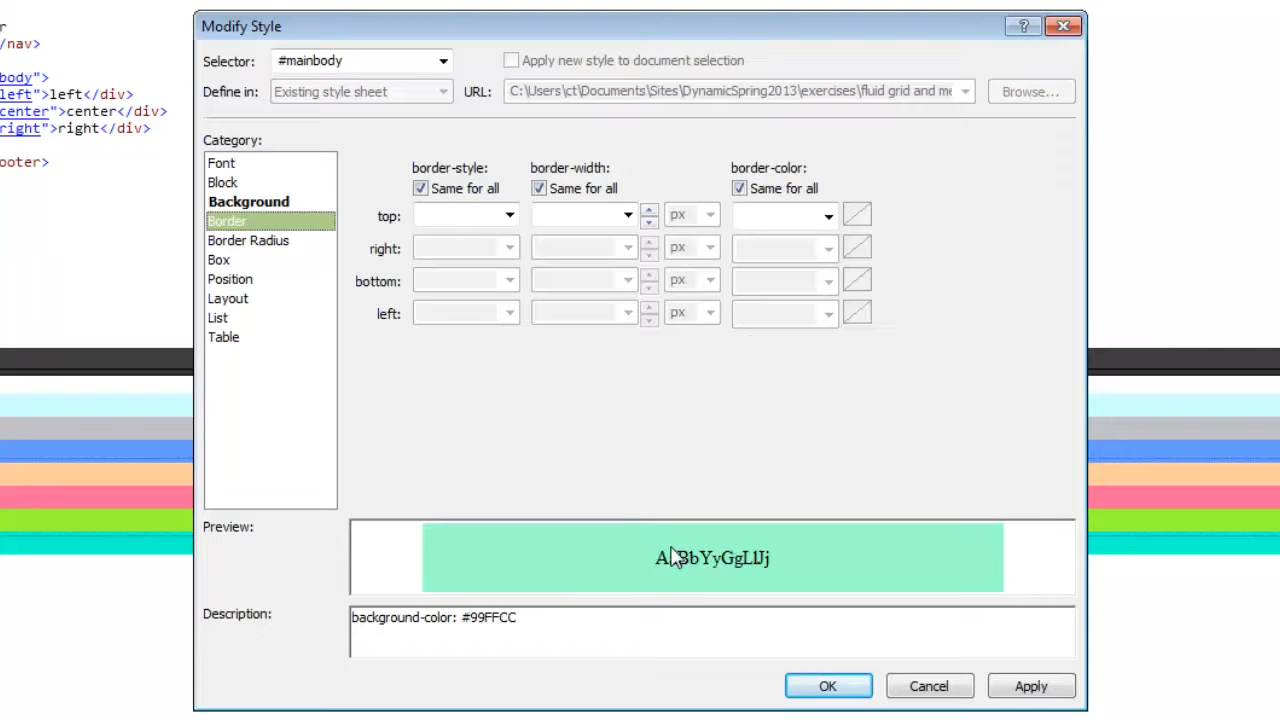 r
/nav>
body">
left">left</div>
center">center</div>
right">right</div>
ooter>
Modify Style
?
Selector: #mainbody
Apply new style to document selection
Define in: Existing style sheet
URL: C:\Users\ct\Documents\Sites\DynamicSpring2013\exercises\fluid grid and me
Browse...
Category:
Font
Block
Background
Border
Border Radius
Box
Position
Layout
List
Table
border-style: border-width: border-color:
Same for all Same for all Same for all
top: px
right: px
bottom: px
left: px
Preview:
AaBbYyGgLlJj
Description:
background-color: #99FFCC
OK Cancel Apply